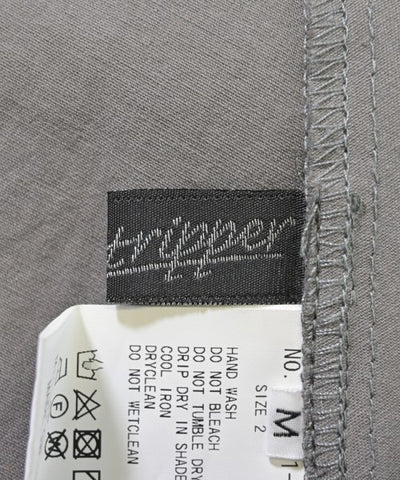 tripper
HAND WASH
DO NOT BLEACH
DO NOT TUMBLE DRY
DRIP DRY IN SHADE
COOL IRON
DRYCLEAN
DO NOT WETCLEAN
NO.
SIZE 2
M